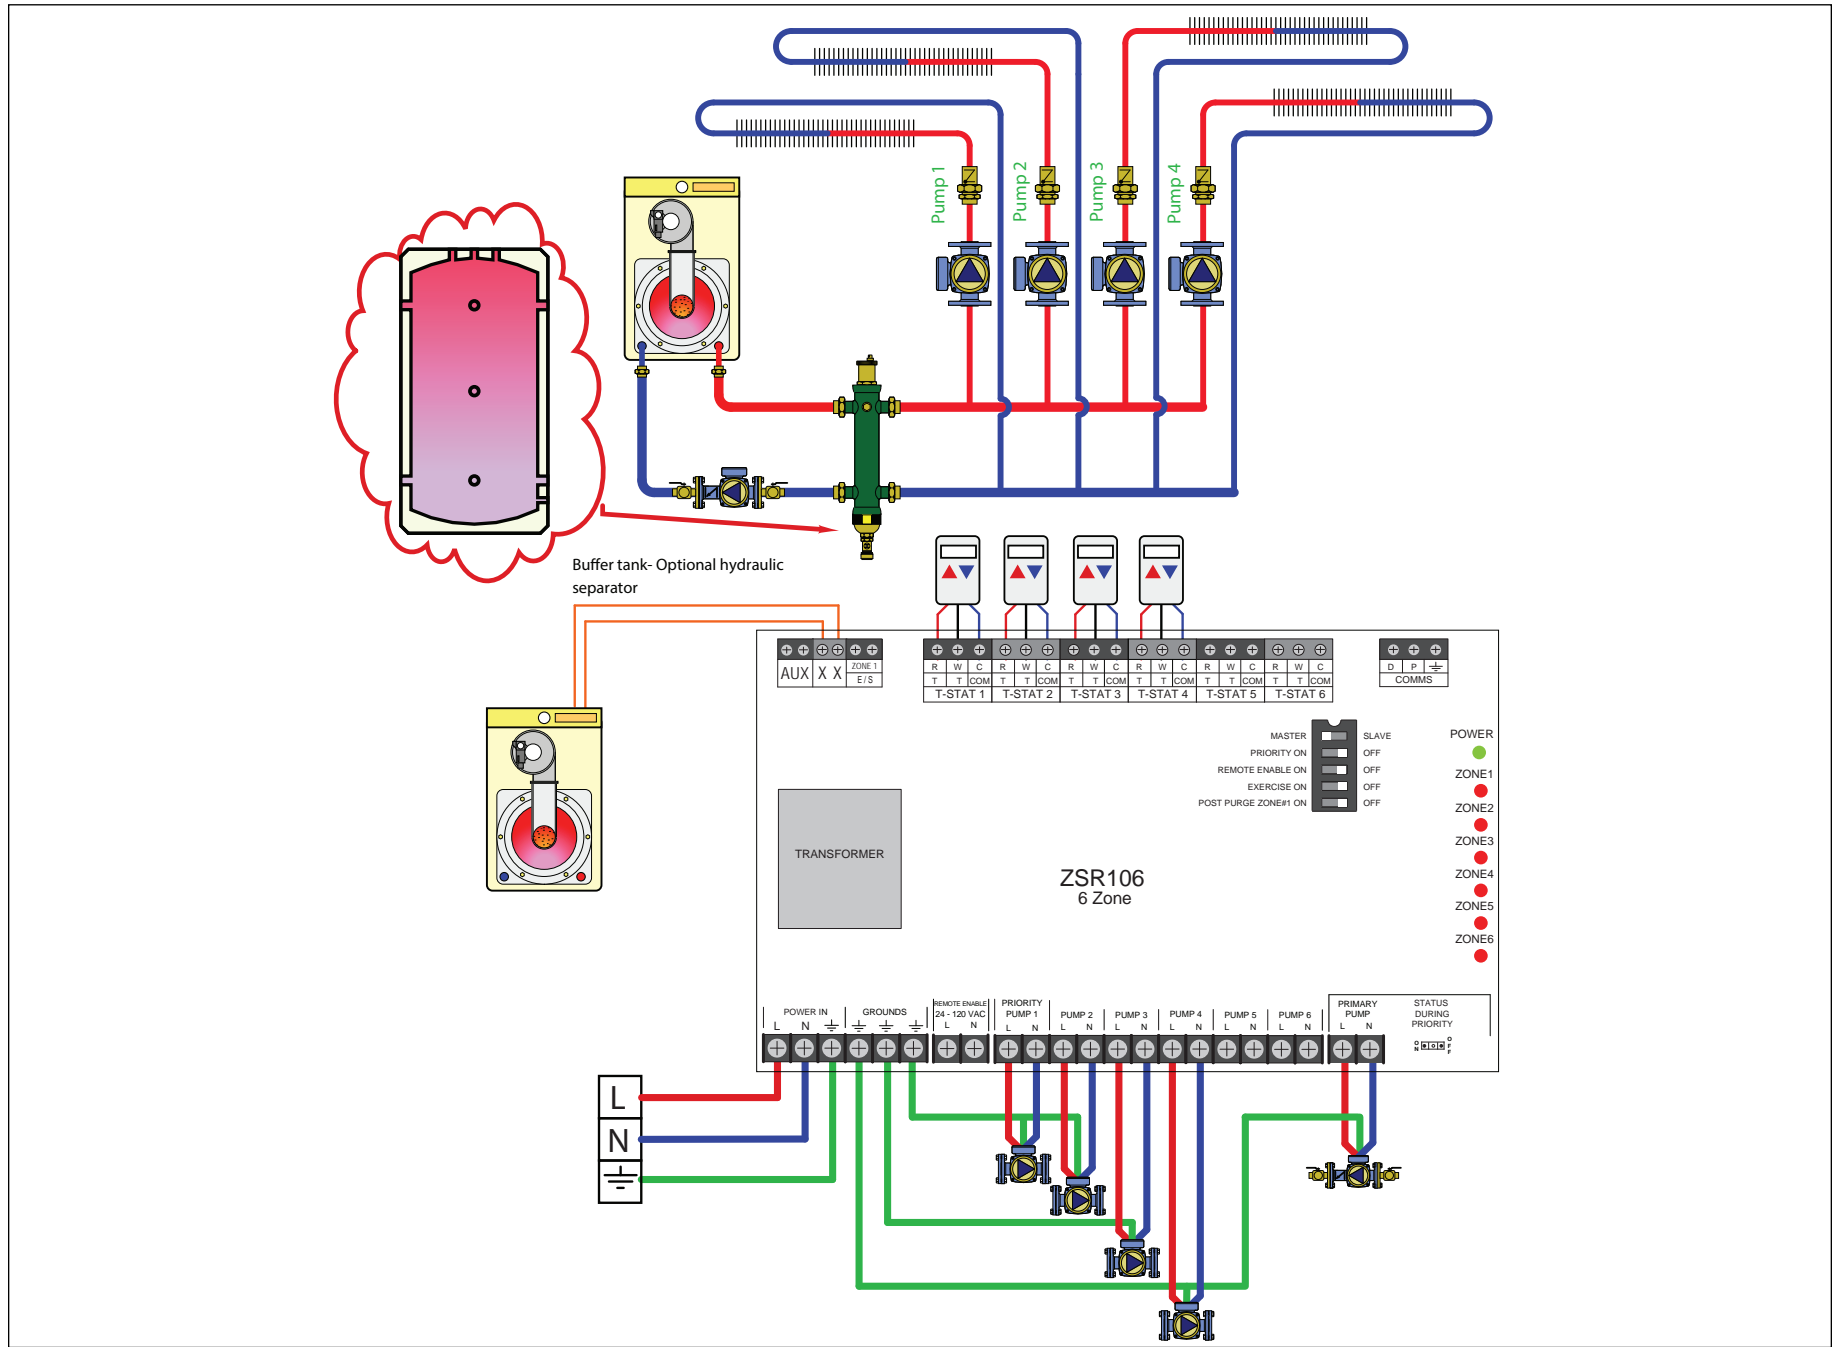 Pump 1
Pump 2
Pump 3
Pump 4
Buffer tank- Optional hydraulic
separator
AUX X X ZONE 1
E / S
R W C R W C R W C R W C R W C R W C
T T COM T T COM T T COM T T COM T T COM T T COM
T-STAT 1 T-STAT 2 T-STAT 3 T-STAT 4 T-STAT 5 T-STAT 6
D P
COMMS
MASTER SLAVE
PRIORITY ON OFF
REMOTE ENABLE ON OFF
EXERCISE ON OFF
POST PURGE ZONE#1 ON OFF
POWER
ZONE1
ZONE2
ZONE3
ZONE4
ZONE5
ZONE6
TRANSFORMER
ZSR106
6 Zone
POWER IN
L N
GROUNDS
REMOTE ENABLE
24 - 120 VAC
L N
PRIORITY
PUMP 1
L N
PUMP 2
L N
PUMP 3
L N
PUMP 4
L N
PUMP 5
L N
PUMP 6
L N
PRIMARY
PUMP
L N
STATUS
DURING
PRIORITY
ON OFF
L
N